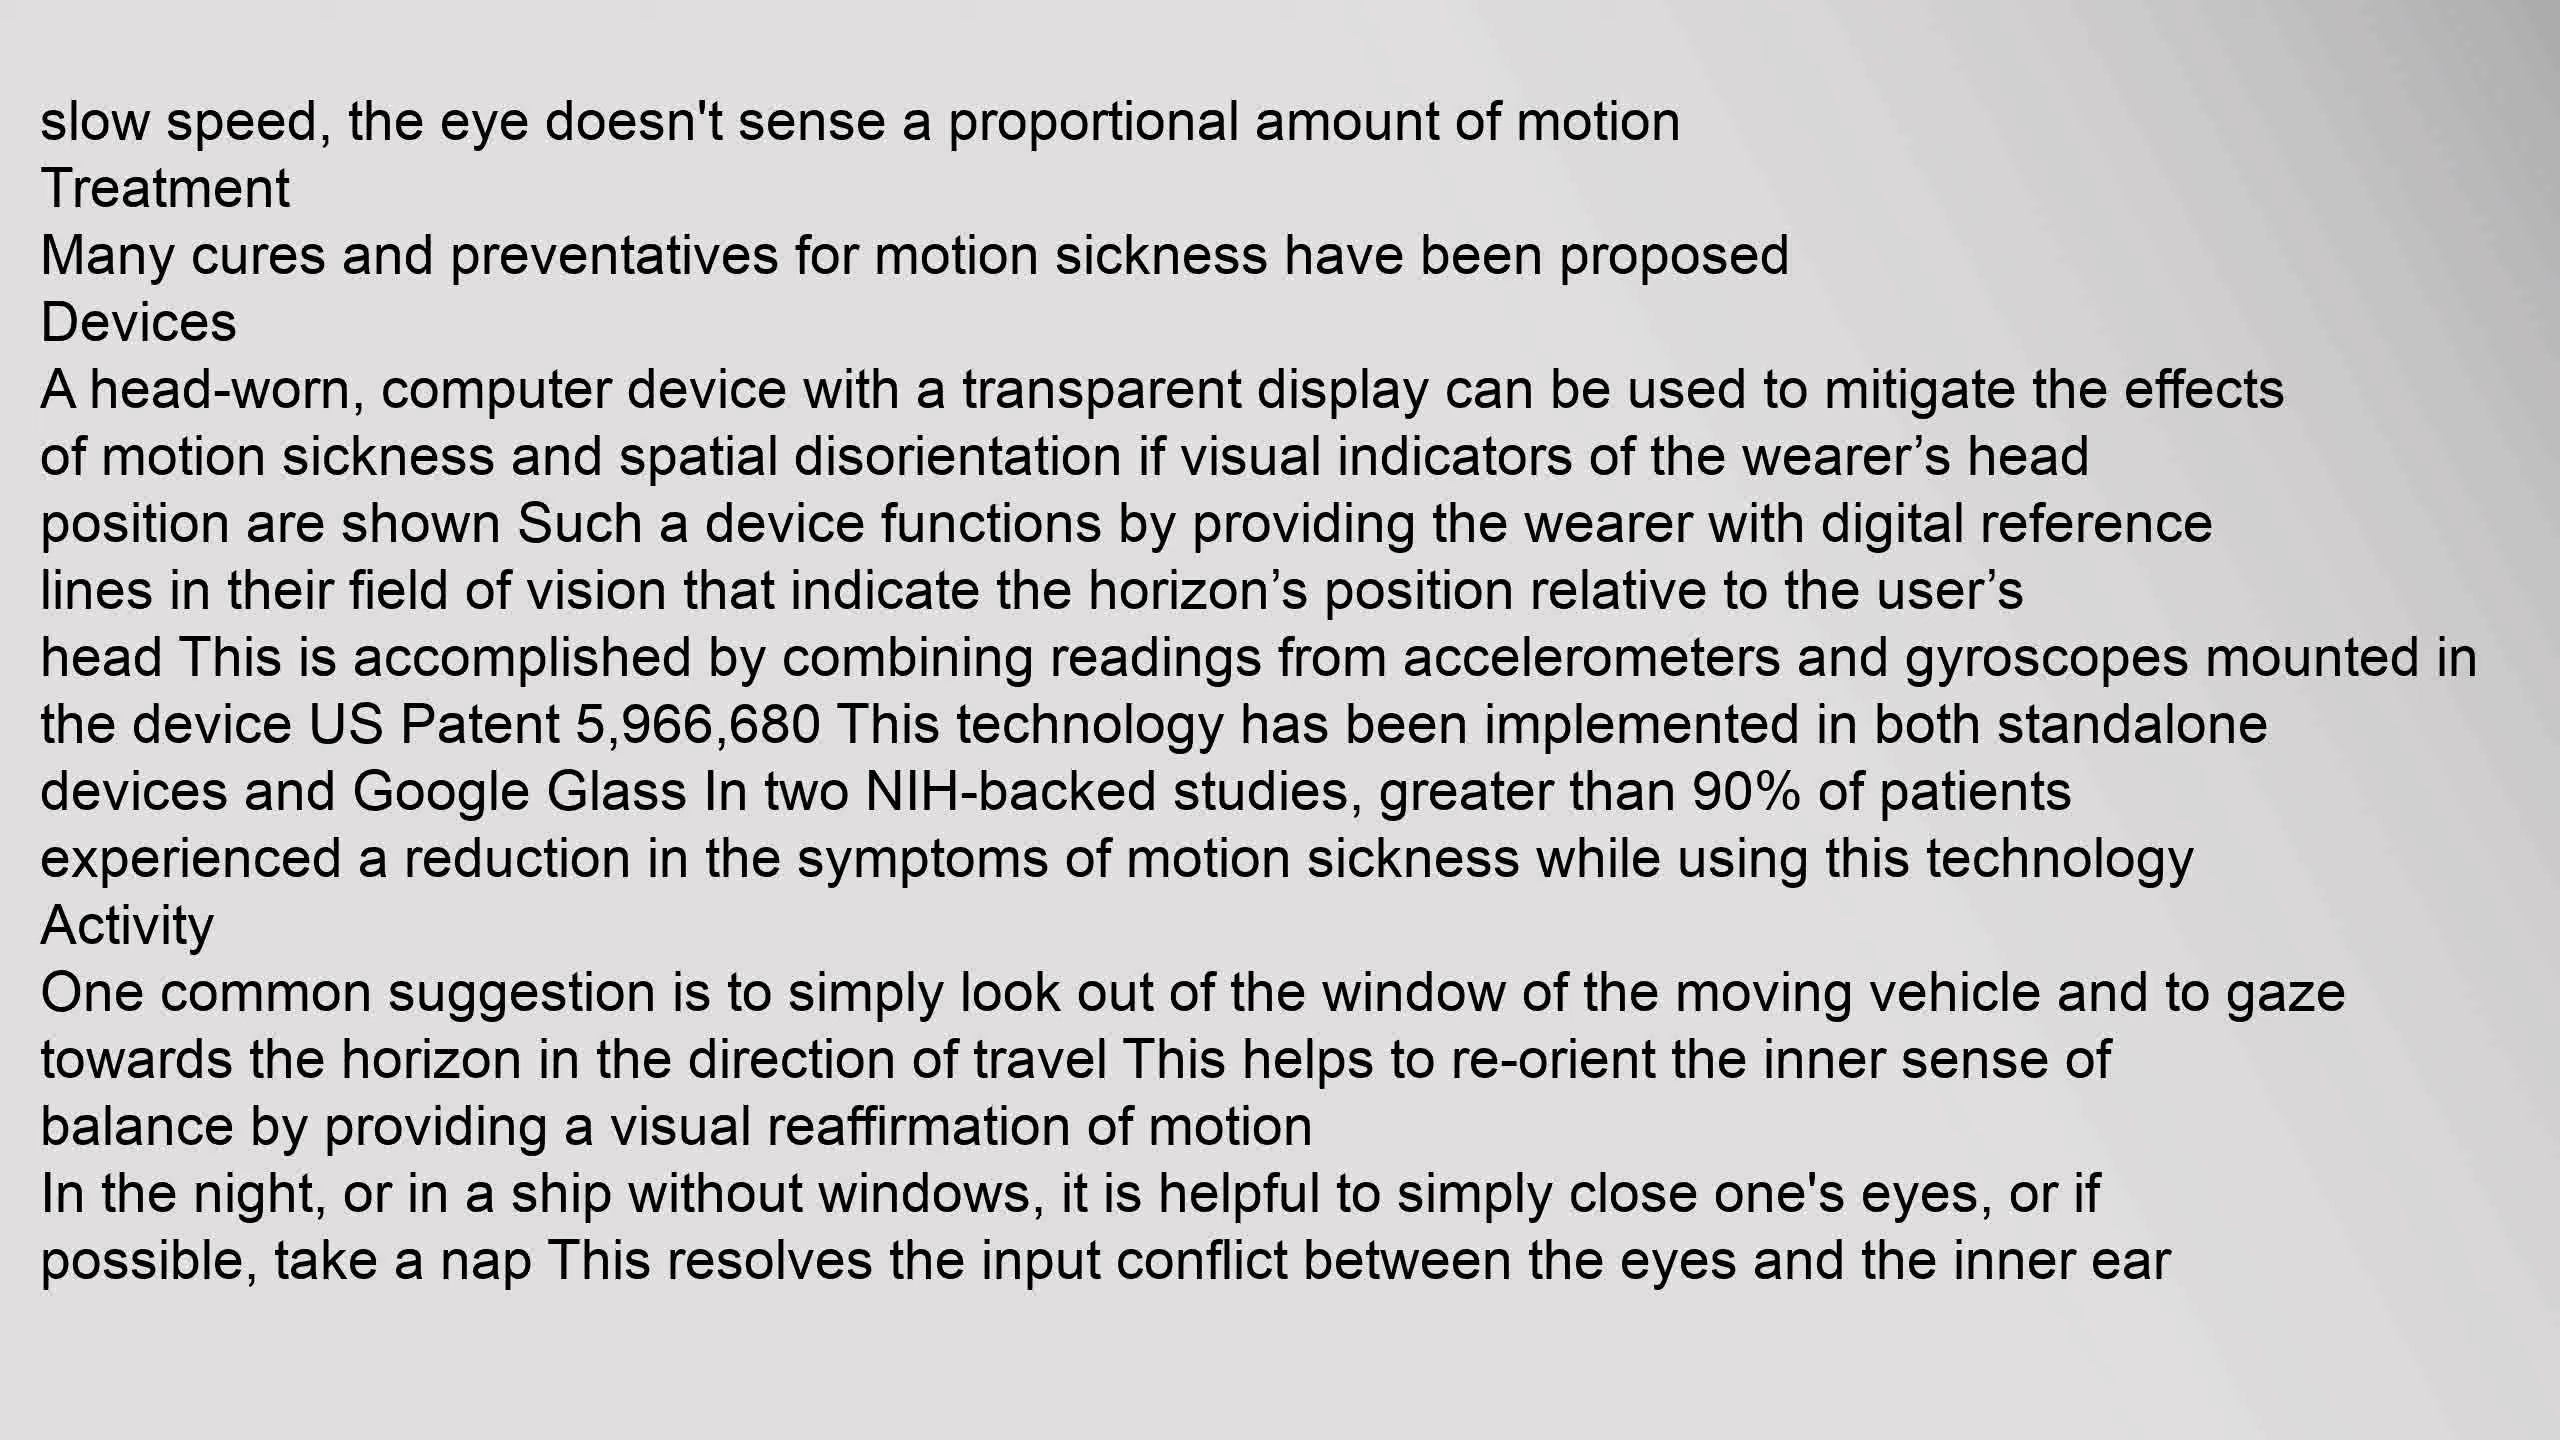 slow speed, the eye doesn't sense a proportional amount of motion
Treatment
Many cures and preventatives for motion sickness have been proposed
Devices
A head-worn, computer device with a transparent display can be used to mitigate the effects
of motion sickness and spatial disorientation if visual indicators of the wearer’s head
position are shown Such a device functions by providing the wearer with digital reference
lines in their field of vision that indicate the horizon’s position relative to the user’s
head This is accomplished by combining readings from accelerometers and gyroscopes mounted in
the device US Patent 5,966,680 This technology has been implemented in both standalone
devices and Google Glass In two NIH-backed studies, greater than 90% of patients
experienced a reduction in the symptoms of motion sickness while using this technology
Activity
One common suggestion is to simply look out of the window of the moving vehicle and to gaze
towards the horizon in the direction of travel This helps to re-orient the inner sense of
balance by providing a visual reaffirmation of motion
In the night, or in a ship without windows, it is helpful to simply close one's eyes, or if
possible, take a nap This resolves the input conflict between the eyes and the inner ear